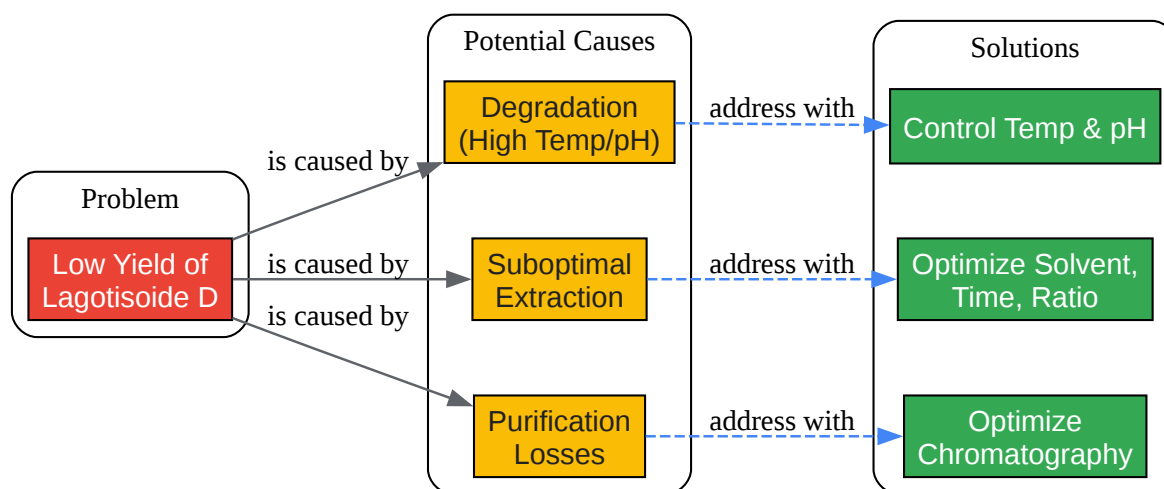 Problem
Low Yield of
Lagotisoide D
is caused by
is caused by
is caused by
Potential Causes
Degradation
(High Temp/pH)
Suboptimal
Extraction
Purification
Losses
address with
address with
address with
Solutions
Control Temp & pH
Optimize Solvent,
Time, Ratio
Optimize
Chromatography